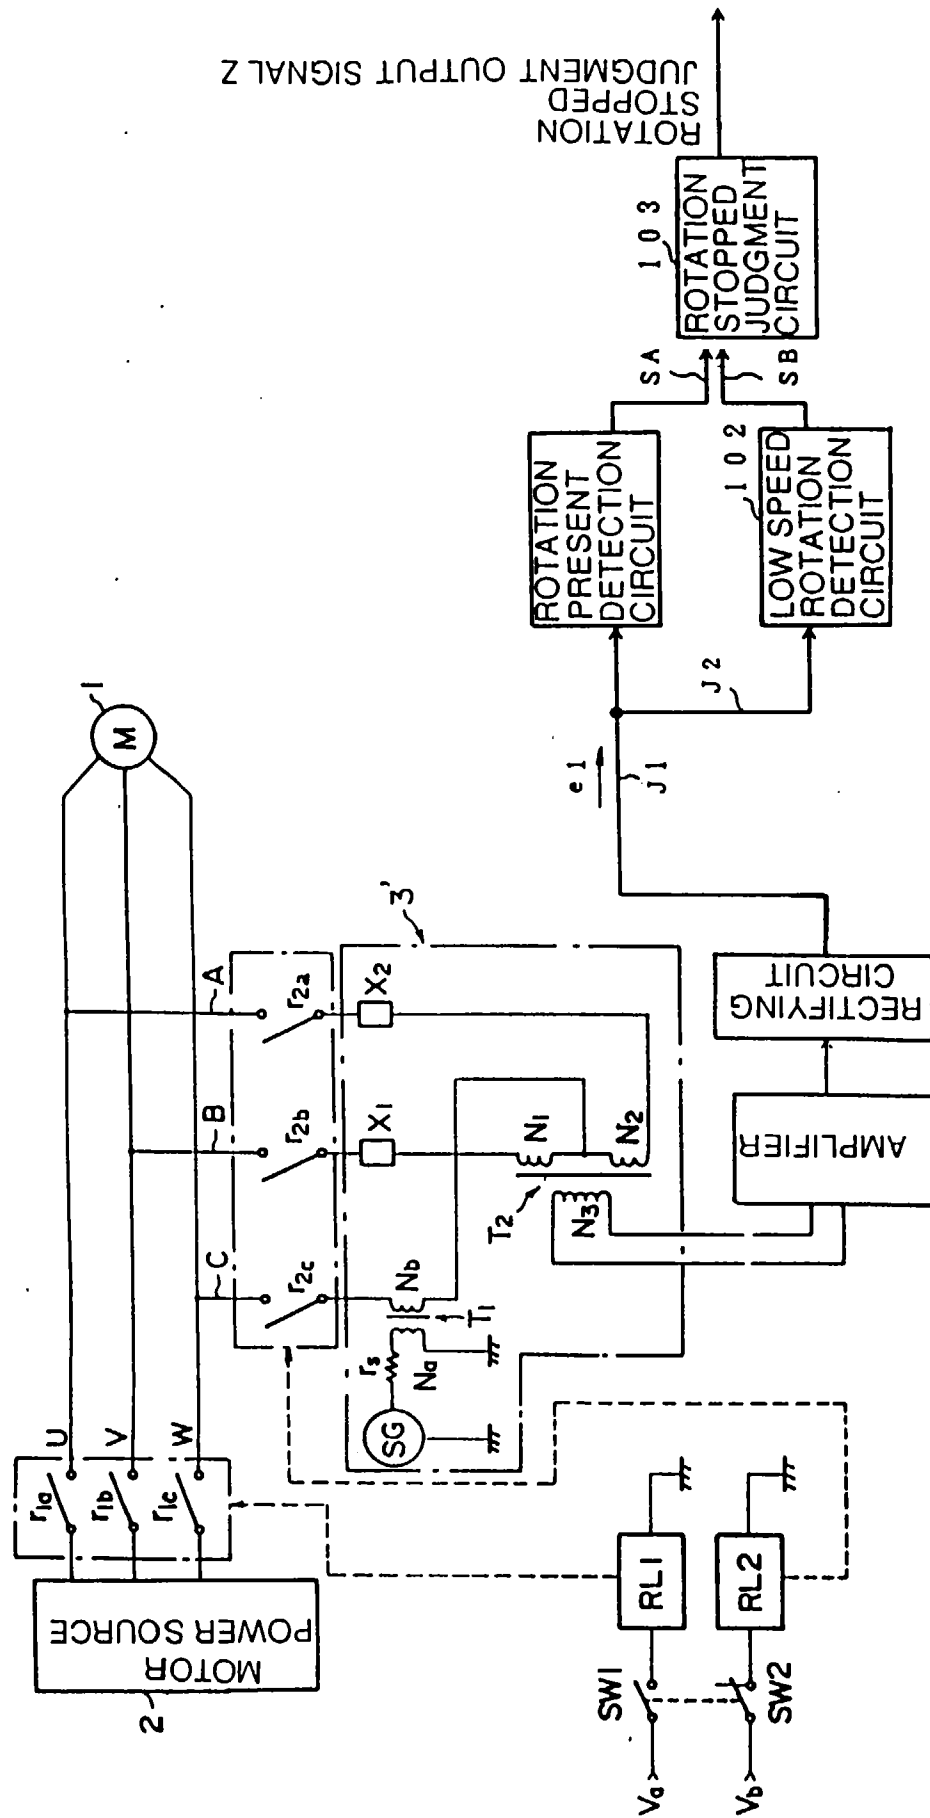 MOTOR
POWER SOURCE
2
r1a
r1b
r1c
U
V
W
1
M
A
B
C
r2a
r2b
r2c
3'
X2
X1
N1
N2
N3
T2
Nb
T1
Na
rs
SG
Va
Vb
SW1
SW2
RL1
RL2
AMPLIFIER
RECTIFYING
CIRCUIT
e1
J1
J2
ROTATION
PRESENT
DETECTION
CIRCUIT
102
LOW SPEED
ROTATION
DETECTION
CIRCUIT
SA
SB
103
ROTATION
STOPPED
JUDGMENT
CIRCUIT
ROTATION
STOPPED
JUDGMENT OUTPUT SIGNAL Z